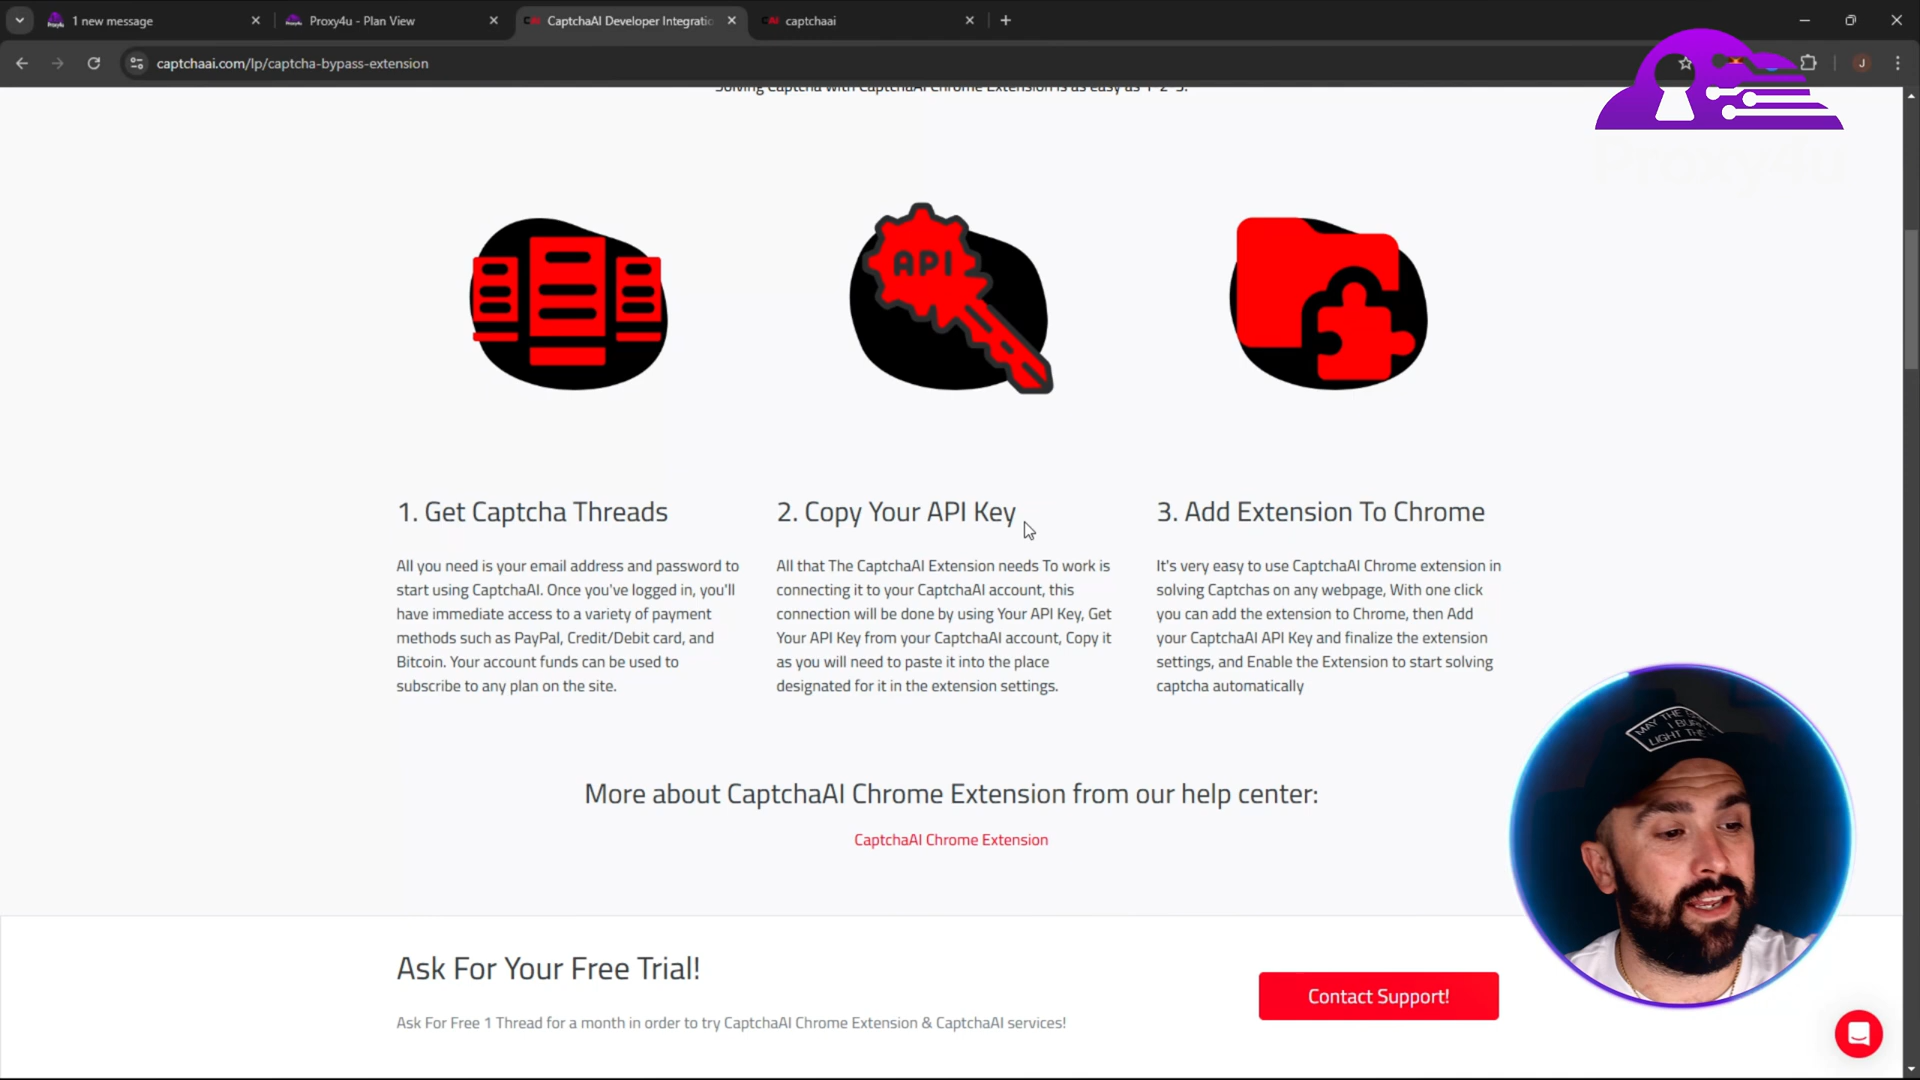 1 new message
Proxy4u - Plan View
CaptchaAI Developer Integratio
captchaai
captchaai.com/lp/captcha-bypass-extension
J
Solving Captcha with CaptchaAI Chrome Extension is as easy as 1-2-3.
API
1. Get Captcha Threads
All you need is your email address and password to
start using CaptchaAI. Once you've logged in, you'll
have immediate access to a variety of payment
methods such as PayPal, Credit/Debit card, and
Bitcoin. Your account funds can be used to
subscribe to any plan on the site.
2. Copy Your API Key
All that The CaptchaAI Extension needs To work is
connecting it to your CaptchaAI account, this
connection will be done by using Your API Key, Get
Your API Key from your CaptchaAI account, Copy it
as you will need to paste it into the place
designated for it in the extension settings.
3. Add Extension To Chrome
It's very easy to use CaptchaAI Chrome extension in
solving Captchas on any webpage, With one click
you can add the extension to Chrome, then Add
your CaptchaAI API Key and finalize the extension
settings, and Enable the Extension to start solving
captcha automatically
More about CaptchaAI Chrome Extension from our help center:
CaptchaAI Chrome Extension
Ask For Your Free Trial!
Ask For Free 1 Thread for a month in order to try CaptchaAI Chrome Extension & CaptchaAI services!
Contact Support!
MAY THE
I BU
LIGHT THE